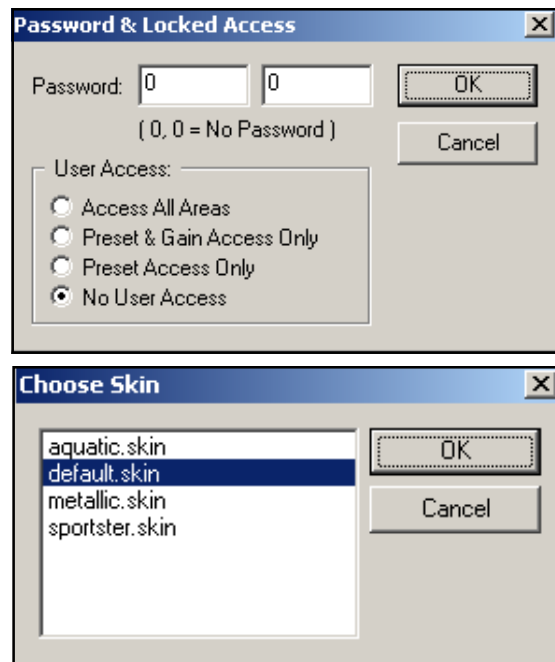 Password & Locked Access
Password: 0 0 OK
( 0, 0 = No Password ) Cancel
User Access:
Access All Areas
Preset & Gain Access Only
Preset Access Only
No User Access
Choose Skin
aquatic.skin OK
default.skin
metallic.skin Cancel
sportster.skin